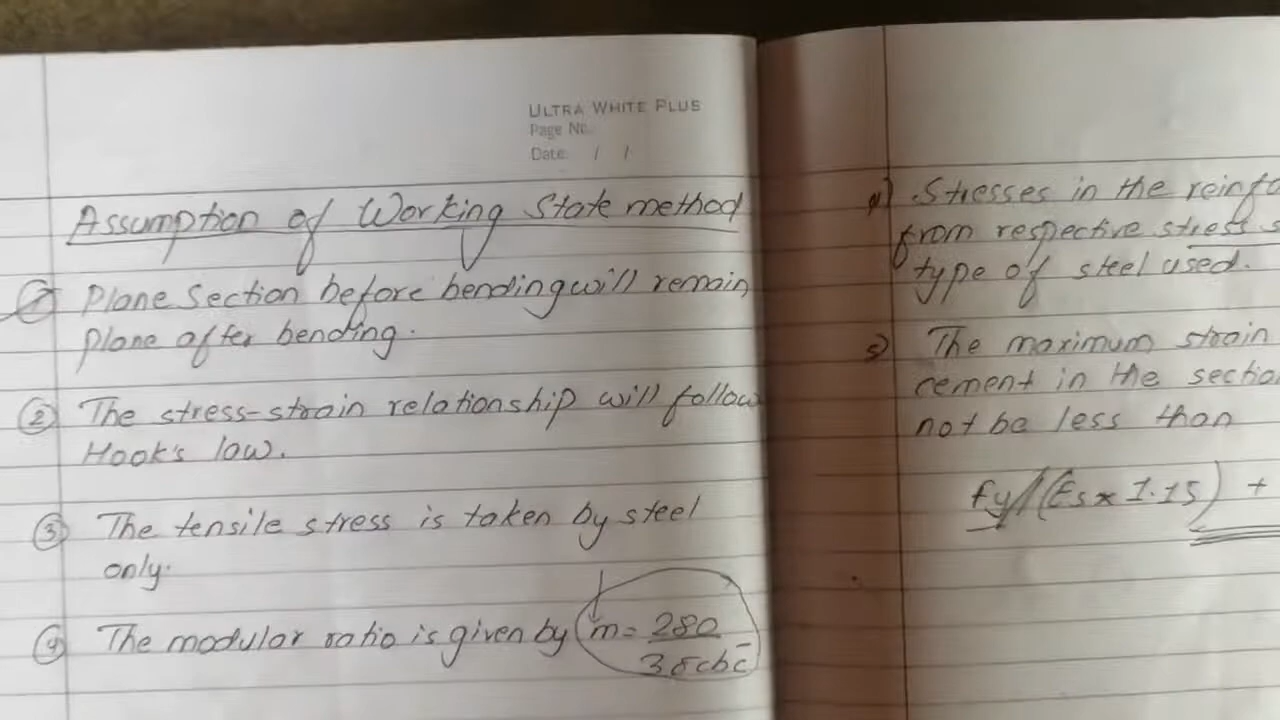 ULTRA WHITE PLUS
Page No.
Date: / /
Assumption of Working State method
① Plane Section before bending will remain
plane after bending.
② The stress-strain relationship will follow
Hook's low.
③ The tensile stress is taken by steel
only.
④ The modular ratio is given by m = 280
3σcbc
4) Stresses in the reinfo
from respective stress s
type of steel used.
5) The maximum strain
cement in the sectio
not be less than
fy/(Es × 1.15) +